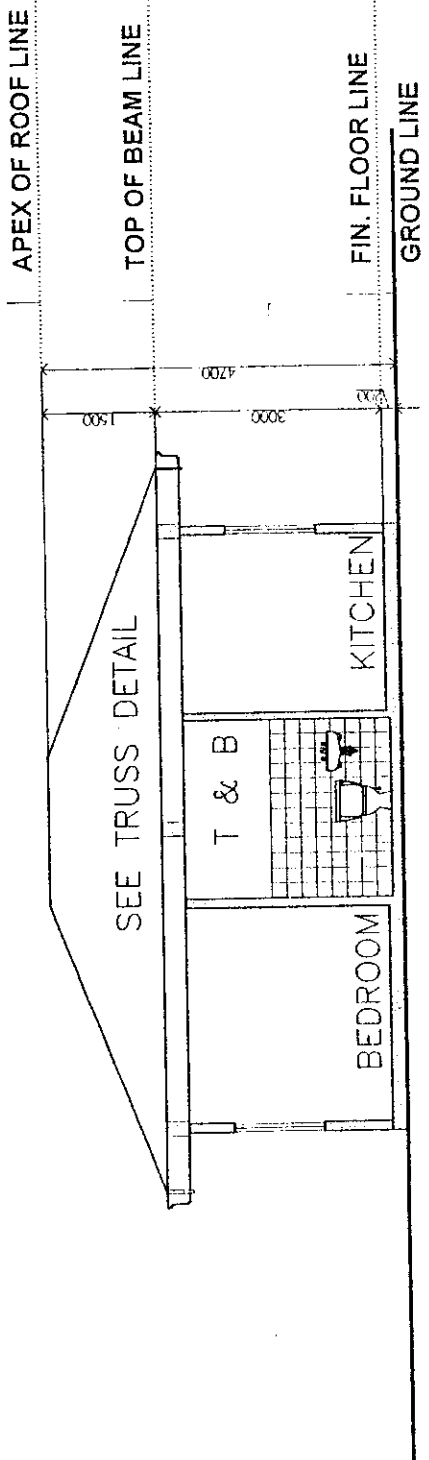 APEX OF ROOF LINE
TOP OF BEAM LINE
FIN. FLOOR LINE
GROUND LINE
1500
3000
4700
200
SEE TRUSS DETAIL
BEDROOM
T & B
KITCHEN